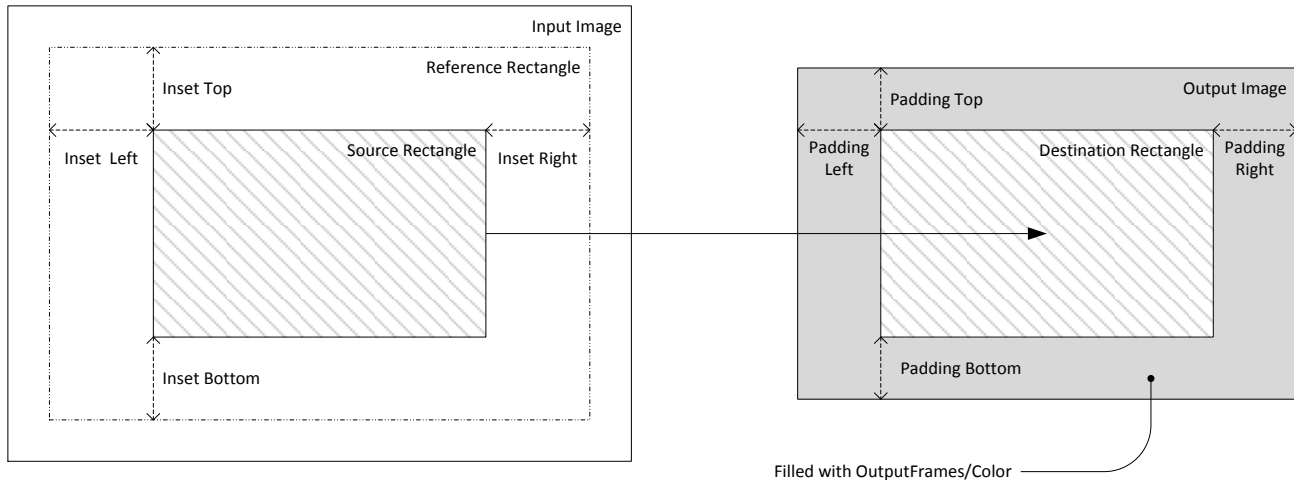 Input Image
Reference Rectangle
Inset Top
Inset Left
Source Rectangle
Inset Right
Inset Bottom
Output Image
Padding Top
Padding
Left
Destination Rectangle
Padding
Right
Padding Bottom
Filled with OutputFrames/Color